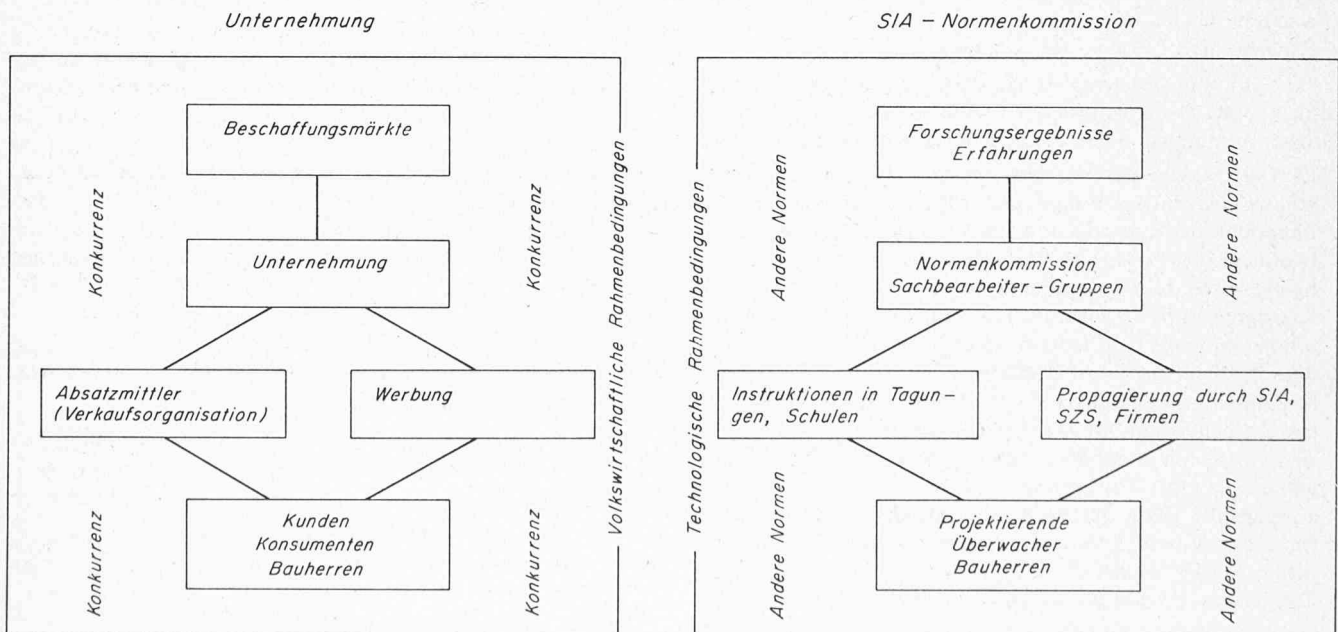 Unternehmung
Beschaffungsmärkte
Konkurrenz
Konkurrenz
Unternehmung
Absatzmittler
(Verkaufsorganisation)
Werbung
Konkurrenz
Konkurrenz
Kunden
Konsumenten
Bauherren
Volkswirtschaftliche Rahmenbedingungen
SIA – Normenkommission
Technologische Rahmenbedingungen
Forschungsergebnisse
Erfahrungen
Andere Normen
Andere Normen
Normenkommission
Sachbearbeiter – Gruppen
Instruktionen in Tagun-
gen, Schulen
Propagierung durch SIA,
SZS, Firmen
Andere Normen
Andere Normen
Projektierende
Überwacher
Bauherren